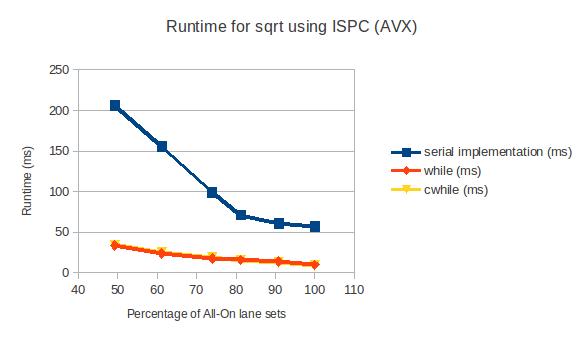 Runtime for sqrt using ISPC (AVX)
250
200
150
100
50
0
Runtime (ms)
40 50 60 70 80 90 100 110
Percentage of All-On lane sets
serial implementation (ms)
while (ms)
cwhile (ms)